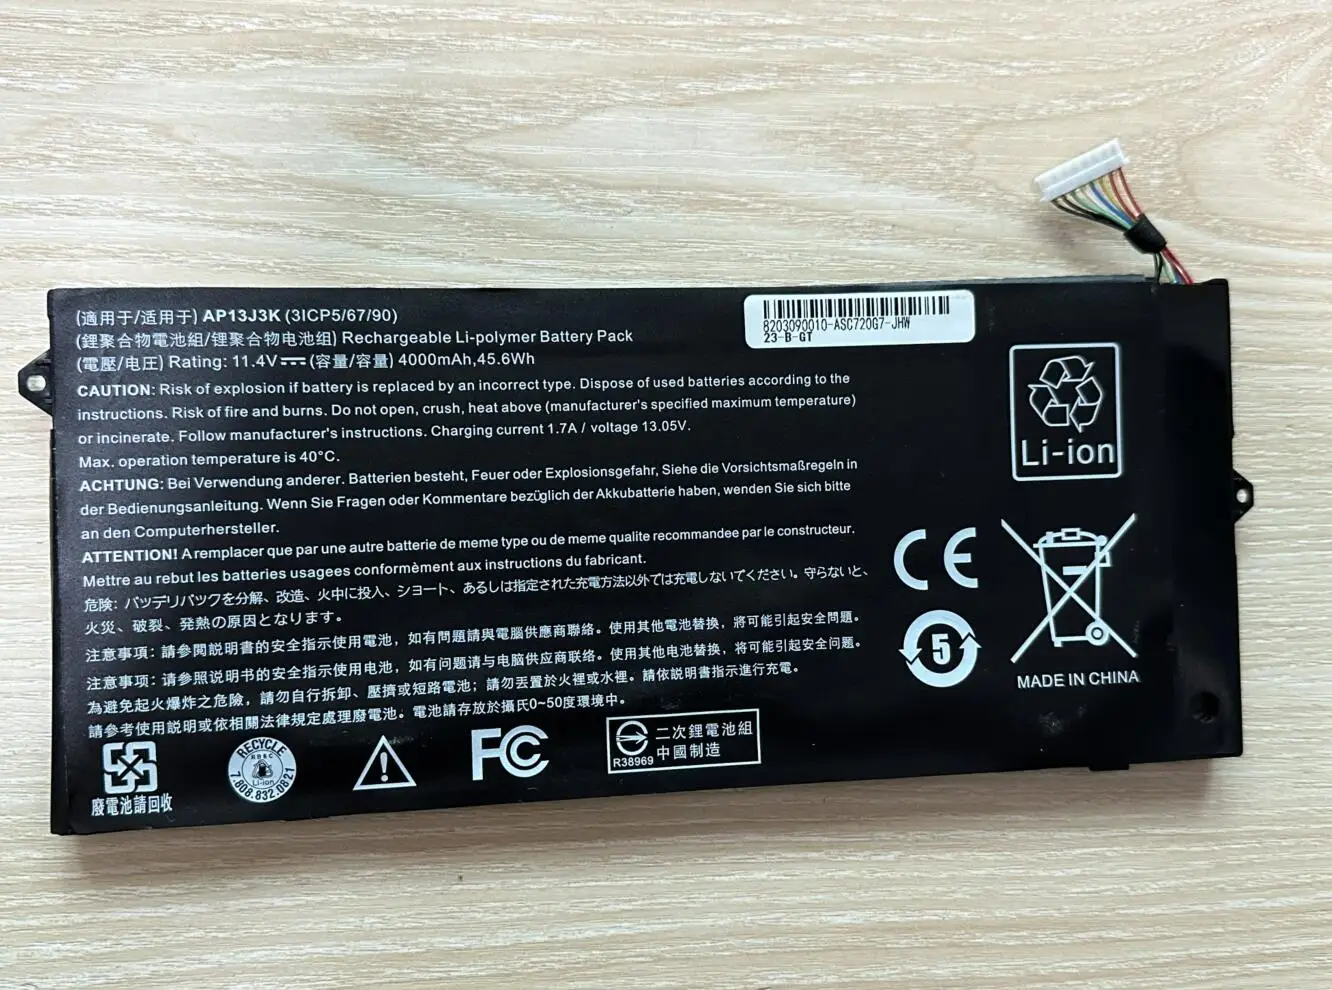 (適用于/适用于) AP13J3K (3ICP5/67/90)
(鋰聚合物電池組/锂聚合物电池组) Rechargeable Li-polymer Battery Pack
(電壓/电压) Rating: 11.4V⎓(容量/容量) 4000mAh,45.6Wh
8203090010-ASC720G7-JHW
23-B-GT
CAUTION: Risk of explosion if battery is replaced by an incorrect type. Dispose of used batteries according to the
instructions. Risk of fire and burns. Do not open, crush, heat above (manufacturer's specified maximum temperature)
or incinerate. Follow manufacturer's instructions. Charging current 1.7A / voltage 13.05V.
Max. operation temperature is 40°C.
ACHTUNG: Bei Verwendung anderer. Batterien besteht, Feuer oder Explosionsgefahr, Siehe die Vorsichtsmaßregeln in
der Bedienungsanleitung. Wenn Sie Fragen oder Kommentare bezüglich der Akkubatterie haben, wenden Sie sich bitte
an den Computerhersteller.
ATTENTION! A remplacer que par une autre batterie de meme type ou de meme qualite recommandee par le constructeur.
Mettre au rebut les batteries usagees conformèment aux instructions du fabricant.
危険: バッデリバックを分解、改造、火中に投入、ショート、あるしは指定された充電方法以外では充電しないでください。守らないと、
火災、破裂、発熱の原因となります。
注意事項: 請參閱説明書的安全指示使用電池，如有問題請與電腦供應商聯絡。使用其他電池替換，將可能引起安全問題。
注意事项: 请参照说明书的安全指示使用电池，如有问题请与电脑供应商联络。使用其他电池替换，将可能引起安全问题。
為避免起火爆炸之危險，請勿自行拆卸、壓擠或短路電池；請勿丟置於火裡或水裡。請依説明書指示進行充電。
請參考使用説明或依相關法律規定處理廢電池。電池請存放於攝氏0~50度環境中。
Li-ion
CE
5
MADE IN CHINA
廢電池請回收
RECYCLE
Li-ion
7.808.832.0821
FC
R38969
二次鋰電池組
中國制造